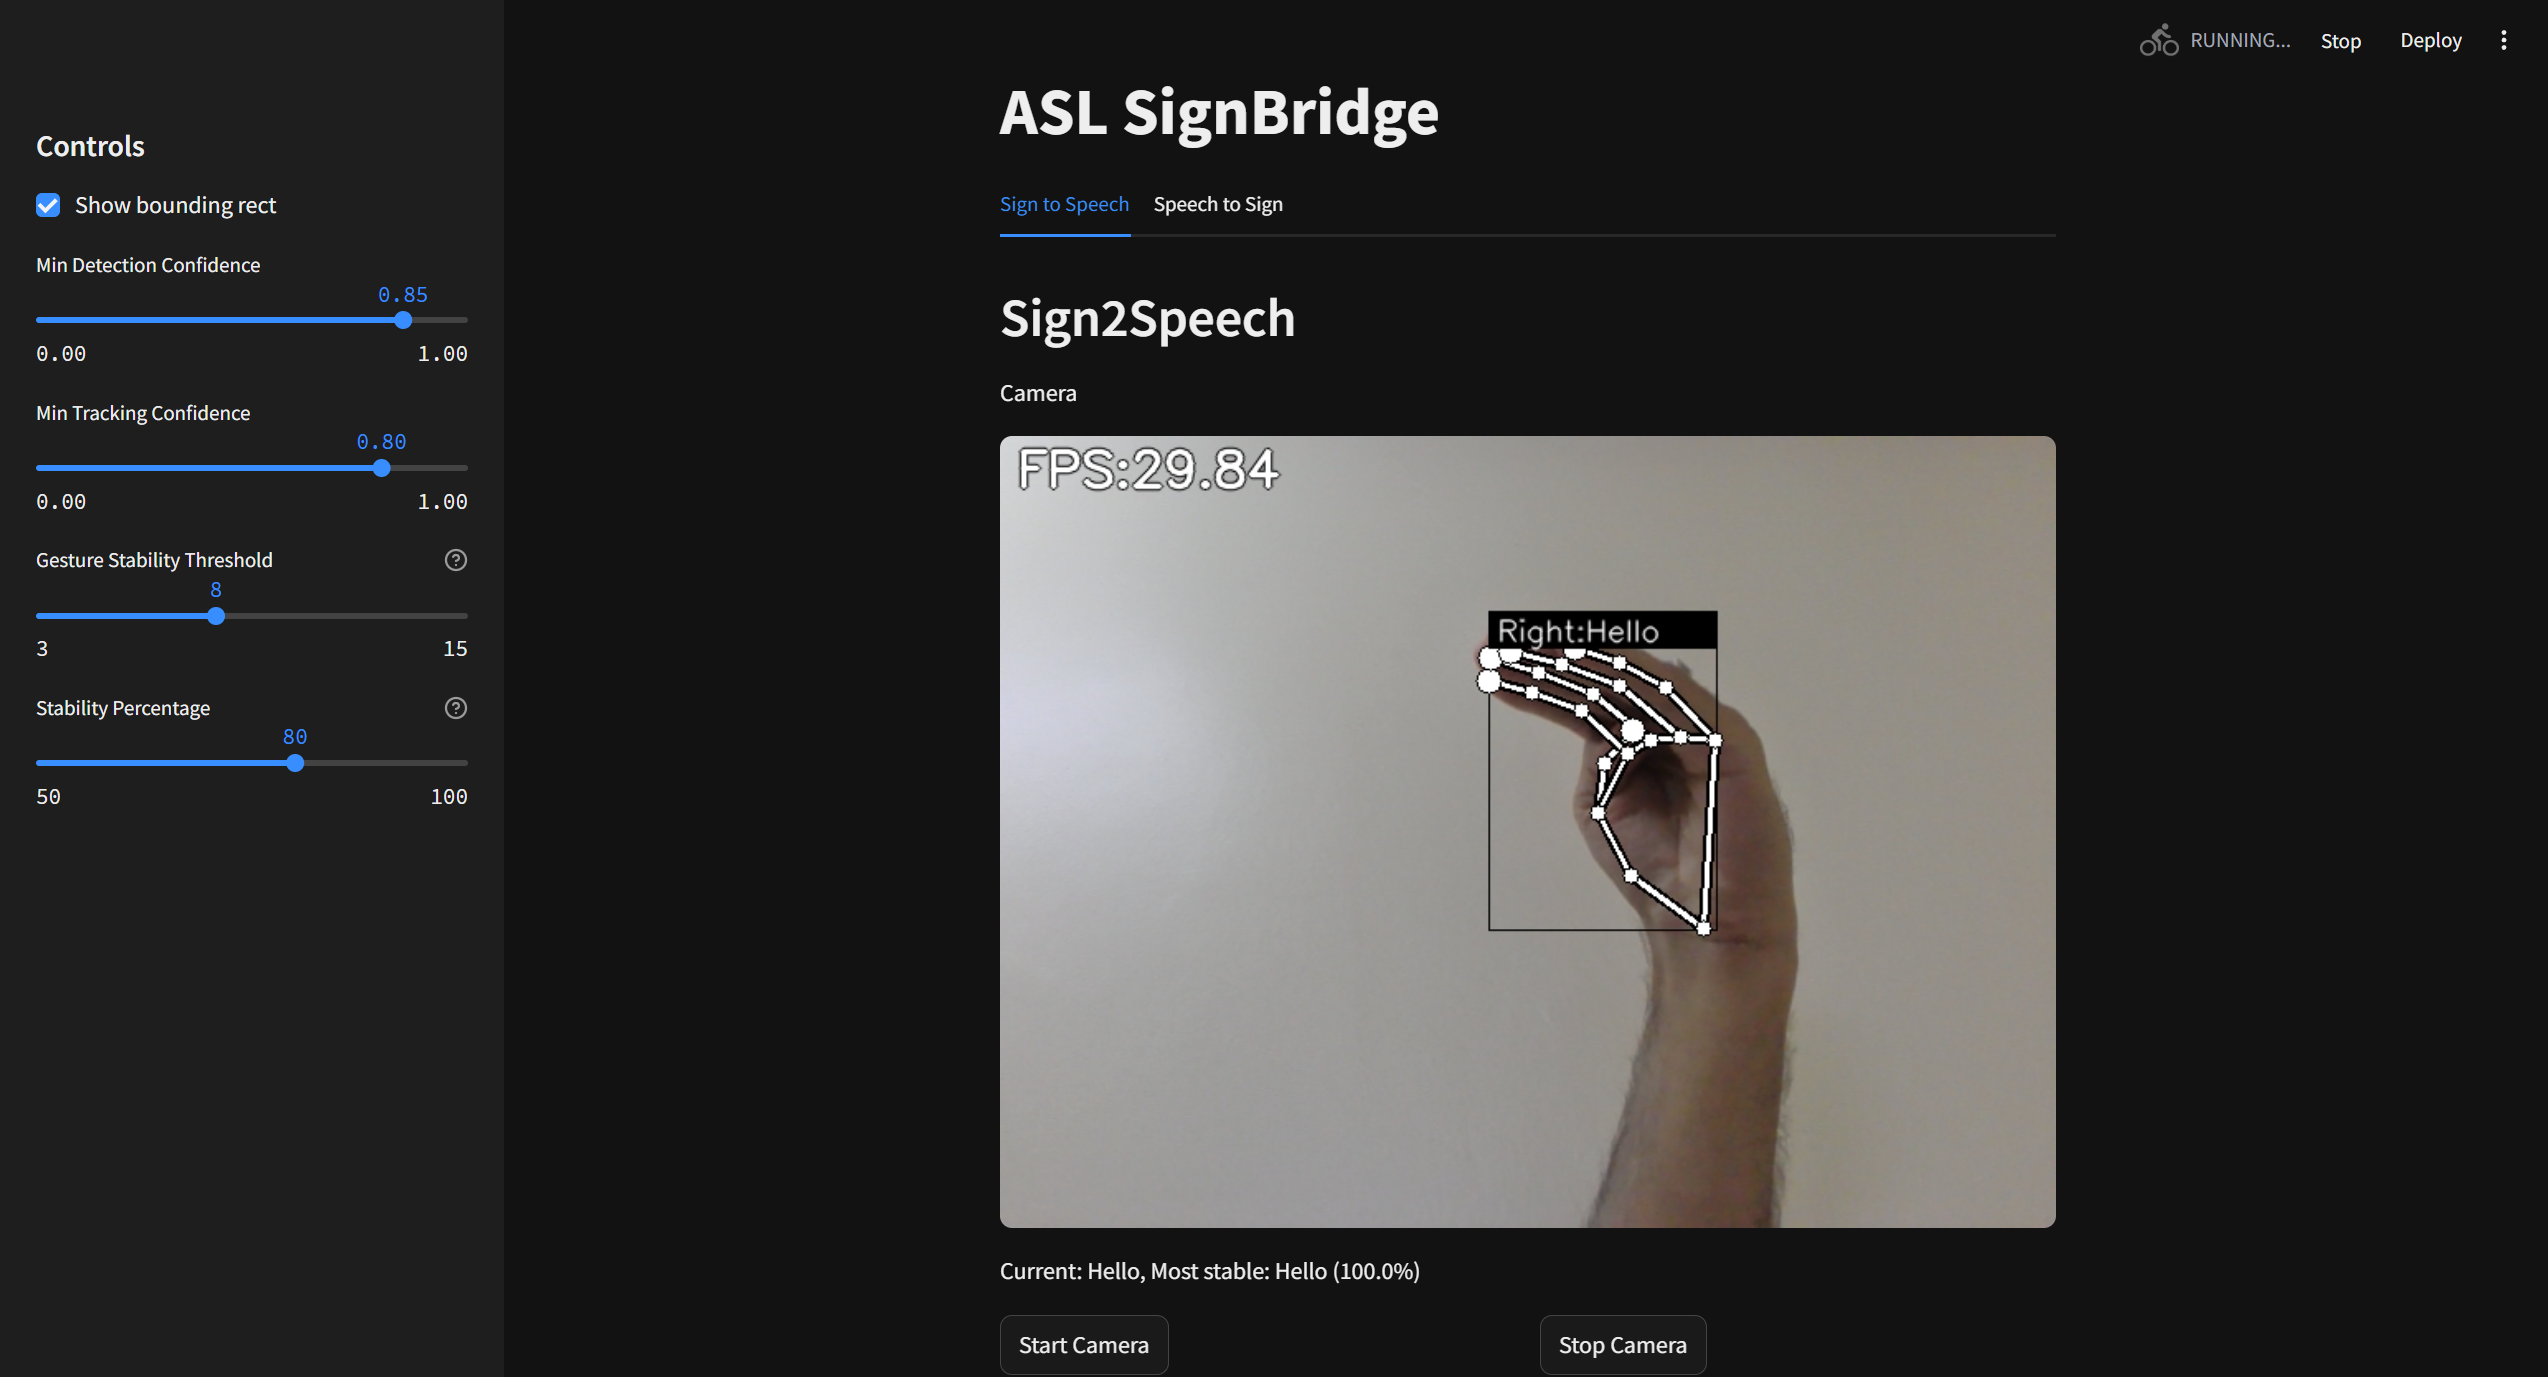 RUNNING...
Stop
Deploy
ASL SignBridge
Controls
Show bounding rect
Sign to Speech
Speech to Sign
Min Detection Confidence
0.85
0.00
1.00
Sign2Speech
Min Tracking Confidence
0.80
0.00
1.00
Camera
FPS:29.84
Gesture Stability Threshold
8
3
15
Right:Hello
Stability Percentage
80
50
100
Current: Hello, Most stable: Hello (100.0%)
Start Camera
Stop Camera